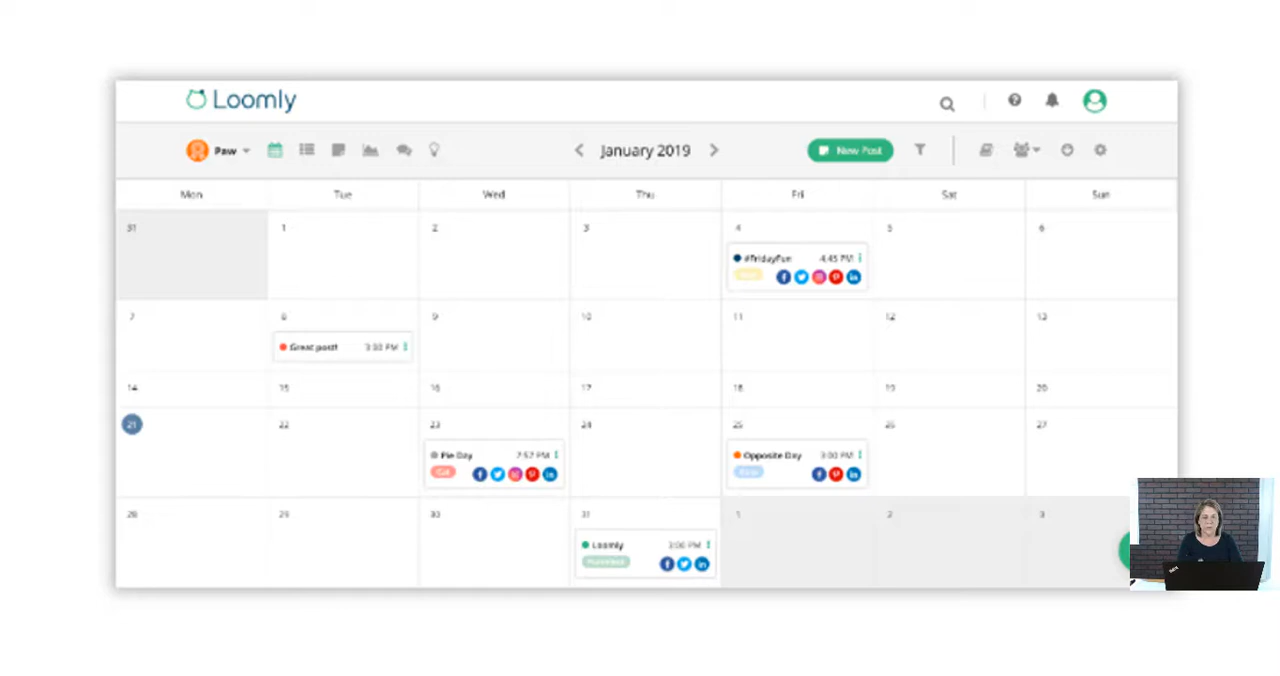 Loomly
Paw
January 2019
New Post
Mon Tue Wed Thu Fri Sat Sun
31 1 2 3 4 5 6
#FridayFun 4:45 PM
7 8 9 10 11 12 13
Great post! 3:00 PM
14 15 16 17 18 19 20
21 22 23 24 25 26 27
Pie Day 7:57 PM
Cat
Opposite Day 3:00 PM
28 29 30 31 1 2 3
Loomly 3:00 PM